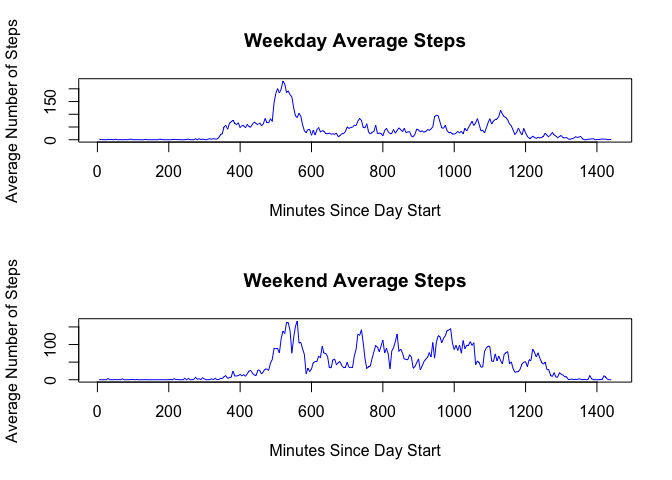 Weekday Average Steps
Average Number of Steps
150
0
0 200 400 600 800 1000 1200 1400
Minutes Since Day Start
Weekend Average Steps
Average Number of Steps
100
0
0 200 400 600 800 1000 1200 1400
Minutes Since Day Start